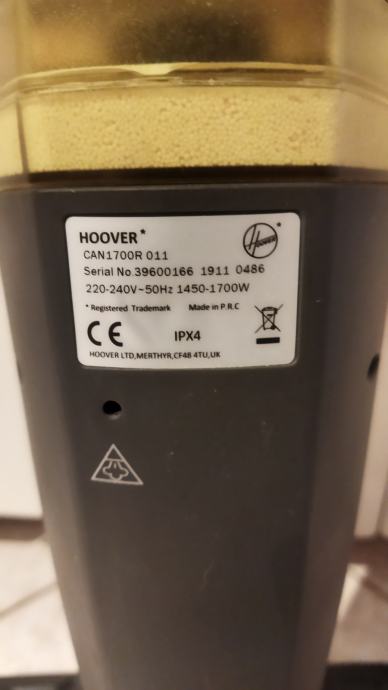 HOOVER*
Hoover*
CAN1700R 011
Serial No.39600166 1911 0486
220-240V~50Hz 1450-1700W
* Registered Trademark Made in P.R.C
CE IPX4
HOOVER LTD,MERTHYR,CF48 4TU,UK